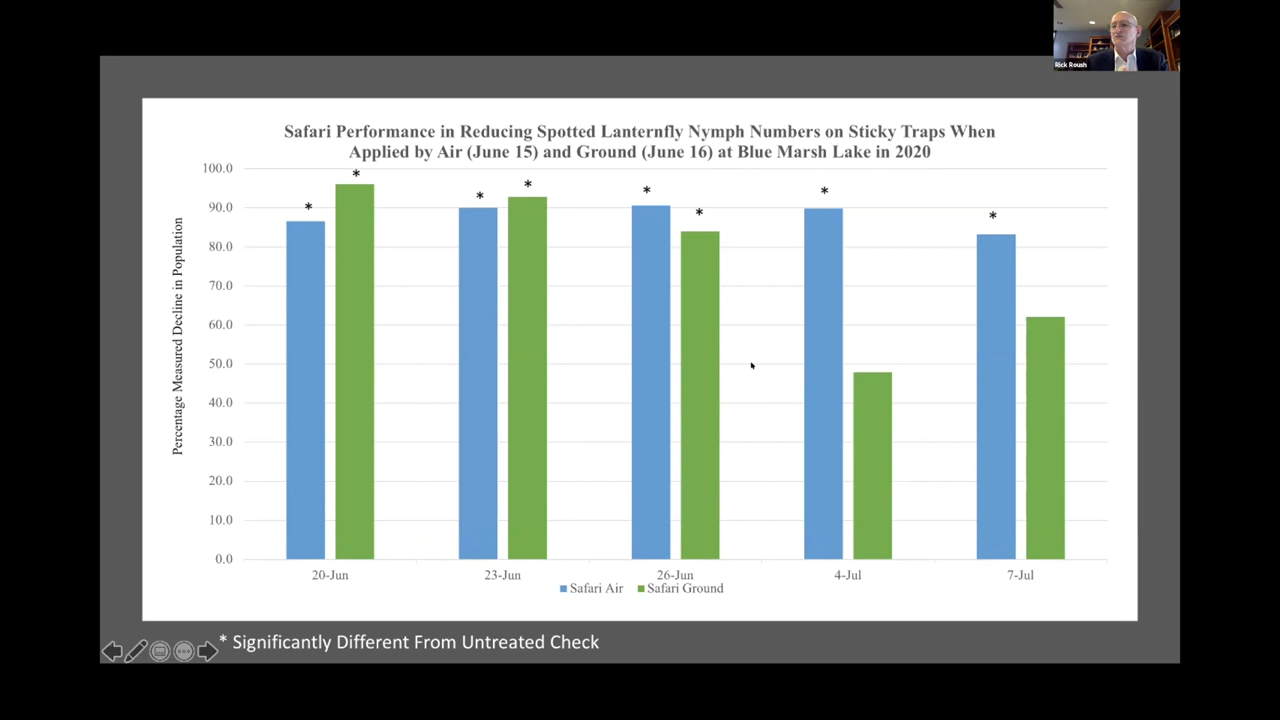 Rick Roush
Safari Performance in Reducing Spotted Lanternfly Nymph Numbers on Sticky Traps When
Applied by Air (June 15) and Ground (June 16) at Blue Marsh Lake in 2020
Percentage Measured Decline in Population
100.0
90.0
80.0
70.0
60.0
50.0
40.0
30.0
20.0
10.0
0.0
* * * * * * * *
20-Jun 23-Jun 26-Jun 4-Jul 7-Jul
Safari Air Safari Ground
* Significantly Different From Untreated Check